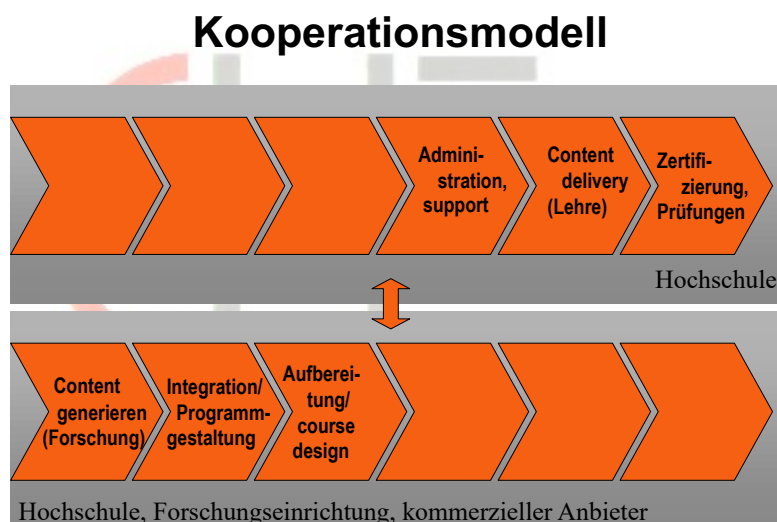 Kooperationsmodell
Admini-
stration,
support
Content
delivery
(Lehre)
Zertifi-
zierung,
Prüfungen
Hochschule
Content
generieren
(Forschung)
Integration/
Programm-
gestaltung
Aufberei-
tung/
course
design
Hochschule, Forschungseinrichtung, kommerzieller Anbieter